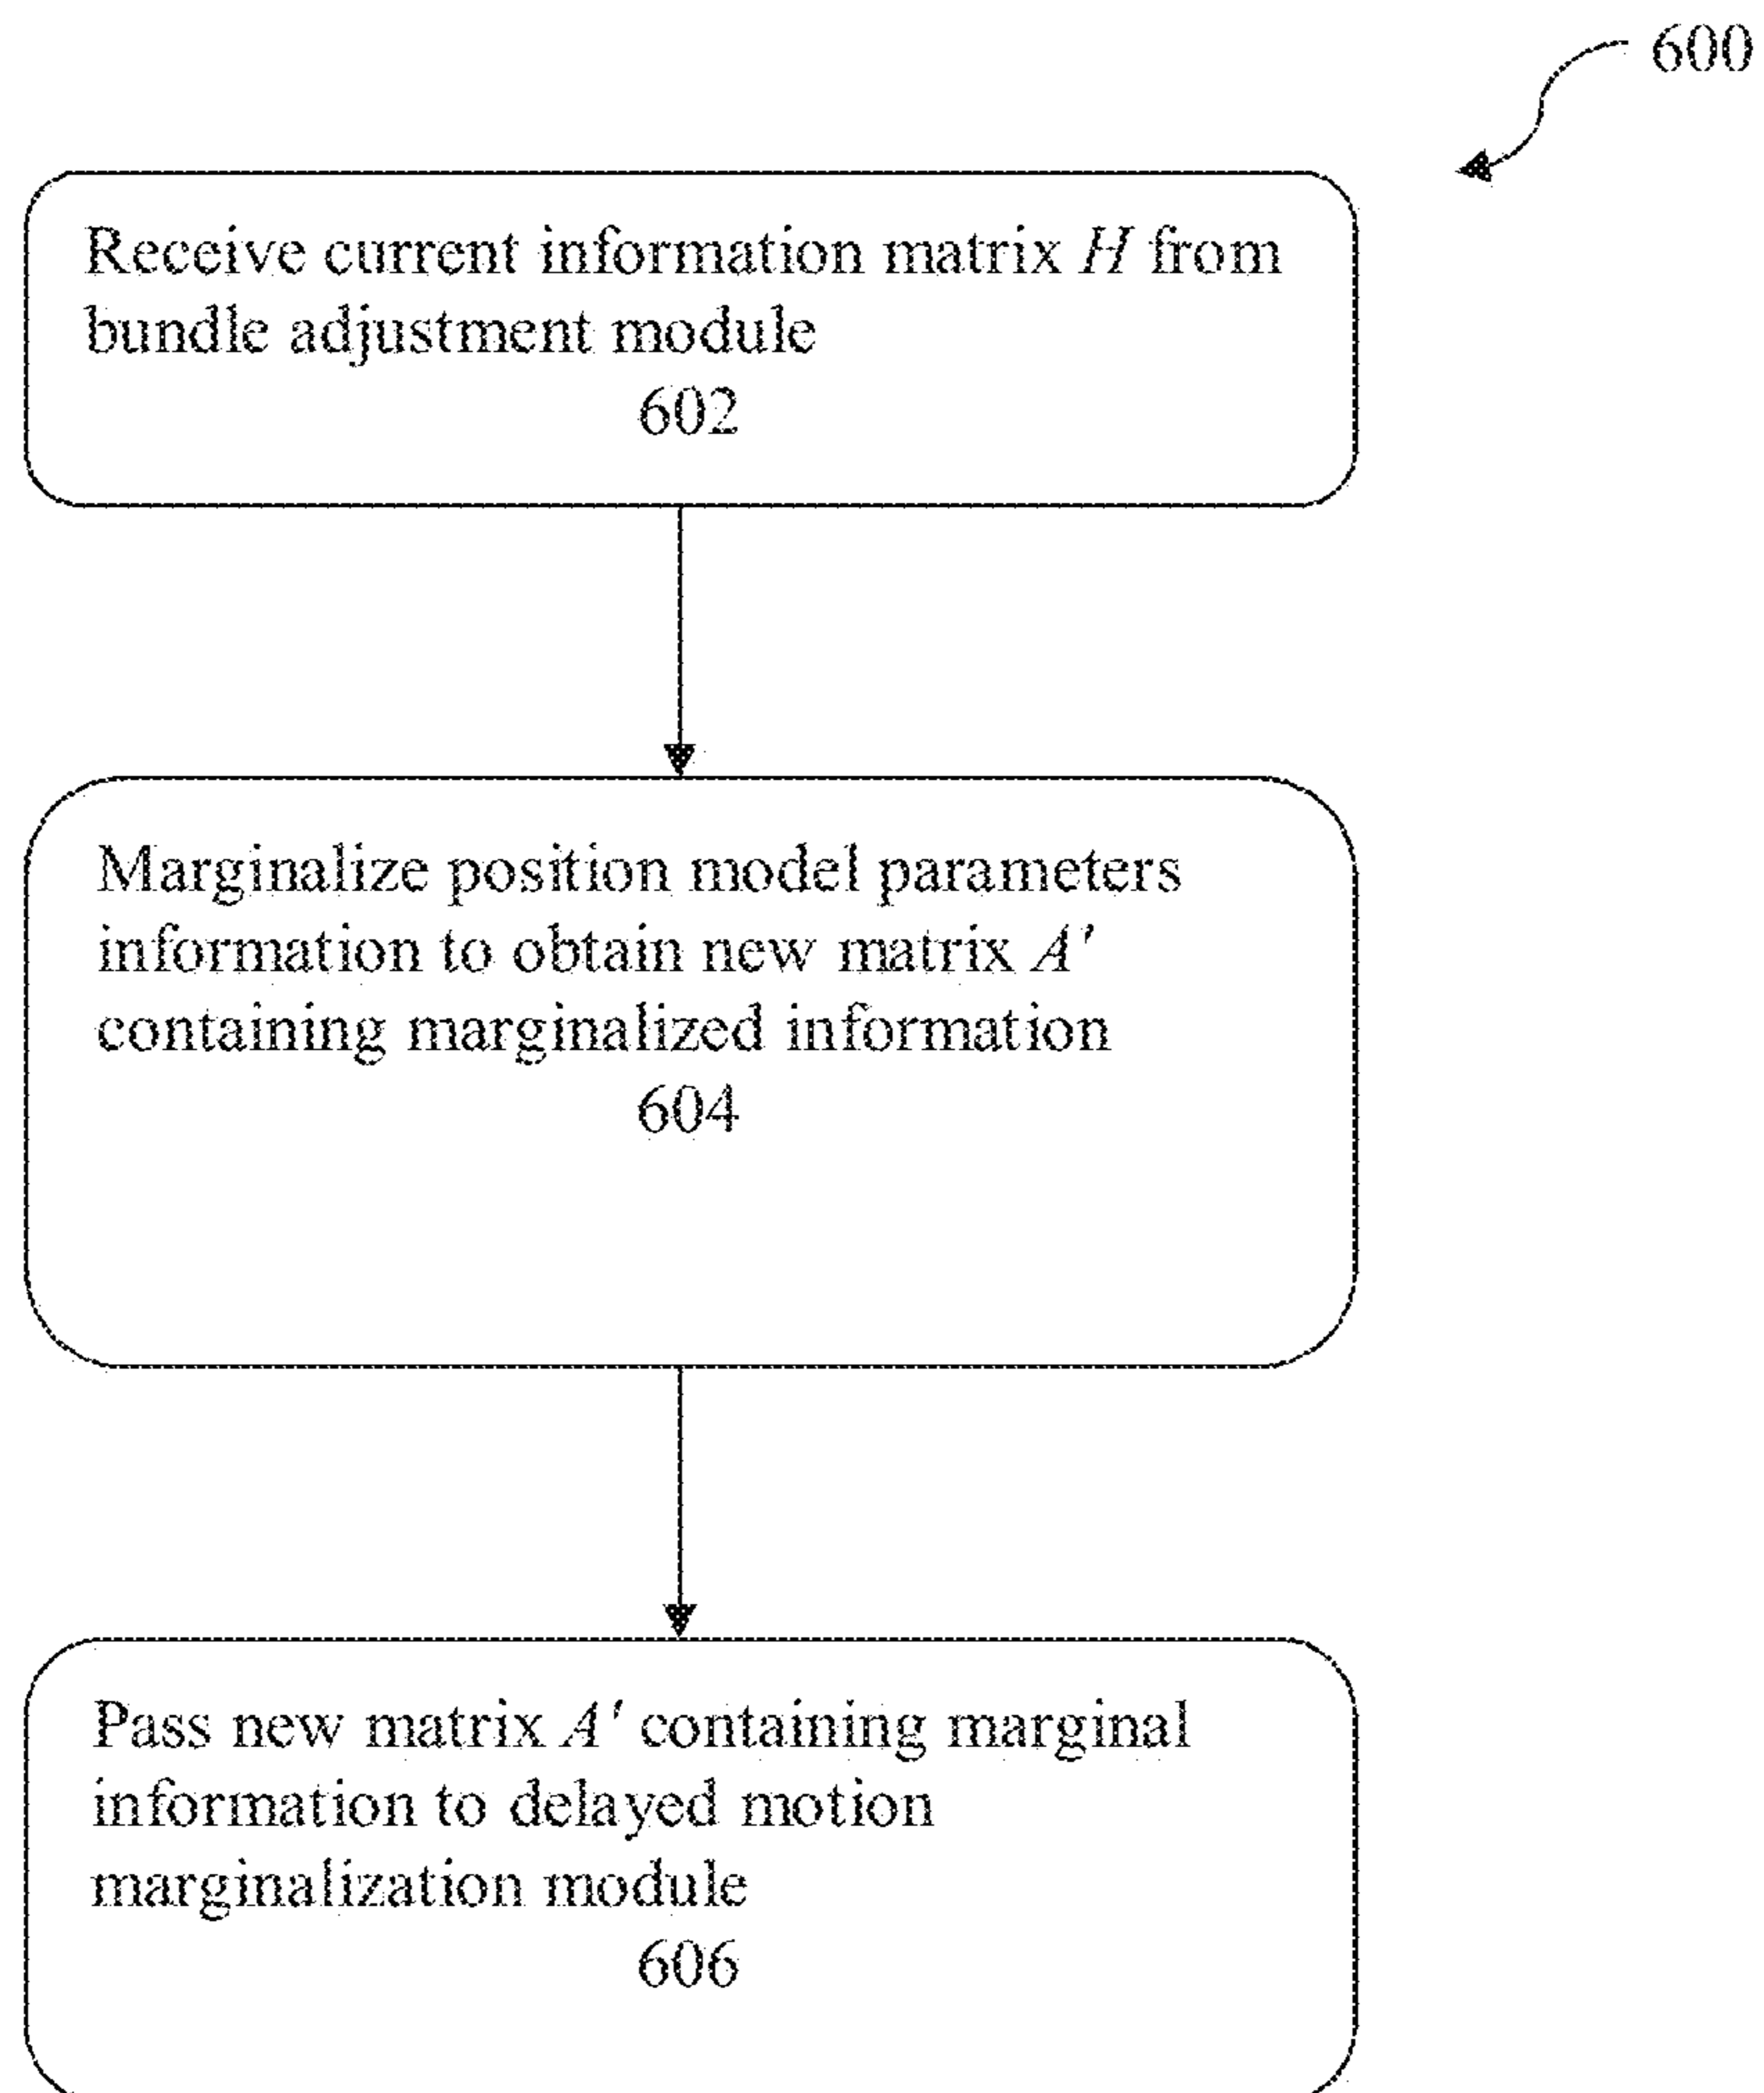 600
Receive current information matrix H from
bundle adjustment module
602
Marginalize position model parameters
information to obtain new matrix A'
containing marginalized information
604
Pass new matrix A' containing marginal
information to delayed motion
marginalization module
606